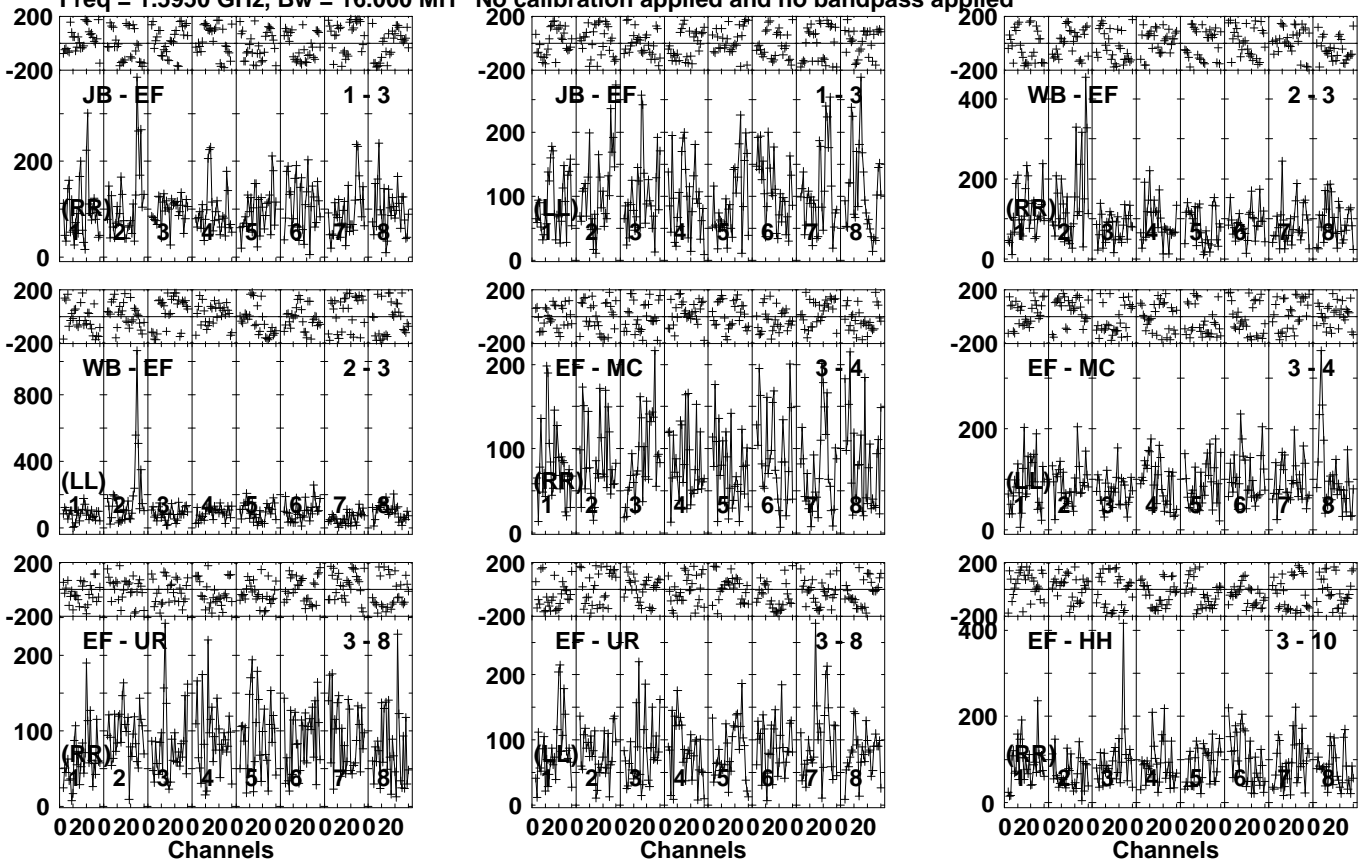 Freq = 1.5950 GHz, Bw = 16.000 MH No calibration applied and no bandpass applied
200 200 200
-200
JB - EF 1 - 3 JB - EF 1 - 3 WB - EF 2 - 3
400
200 200 200
100
(RR) (LL) (RR)
1 2 3 4 5 6 7 8 1 2 3 4 5 6 7 8 1 2 3 4 5 6 7 8
0 0 0
200 200 200
-200 -200 -200
WB - EF 2 - 3 EF - MC 3 - 4 EF - MC 3 - 4
200
800
200
400
100
(LL) (RR) (LL)
1 2 3 4 5 6 7 8 1 2 3 4 5 6 7 8 1 2 3 4 5 6 7 8
0 0 0
200 200 200
-200 -200 -200
400
EF - UR 3 - 8 EF - UR 3 - 8 EF - HH 3 - 10
200 200
200
100 100
(RR) (LL) (RR)
1 2 3 4 5 6 7 8 1 2 3 4 5 6 7 8 1 2 3 4 5 6 7 8
0 0 0
020020020020020020020020 020020020020020020020020 020020020020020020020020
Channels Channels Channels